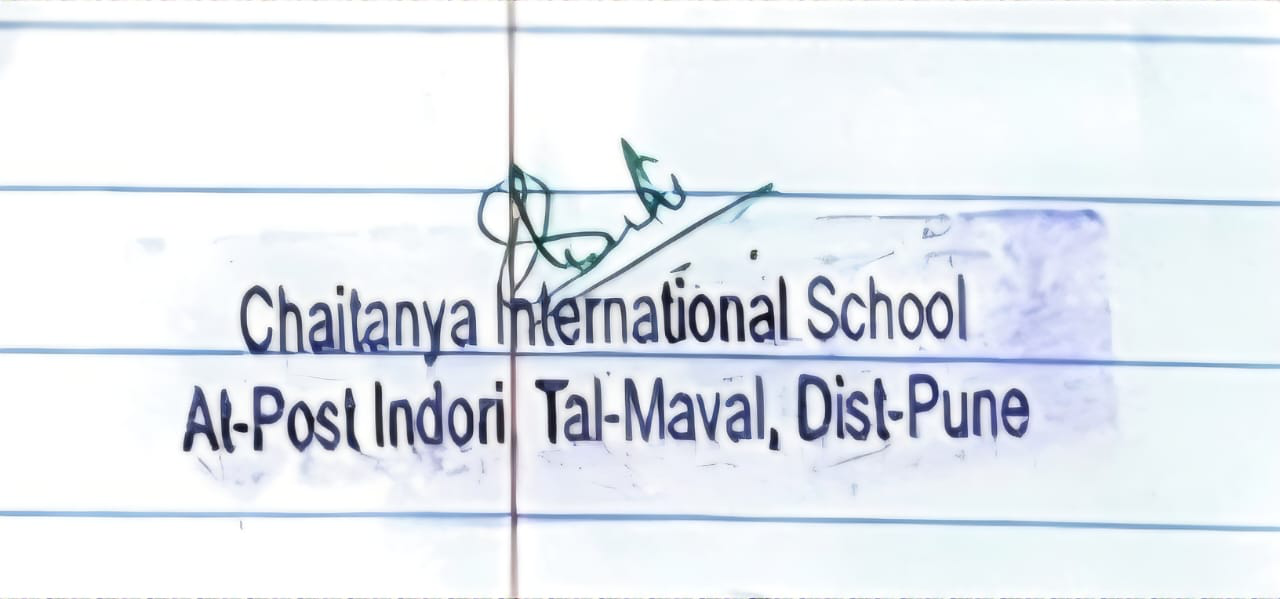 Chaitanya International School
At-Post Indori Tal-Maval, Dist-Pune